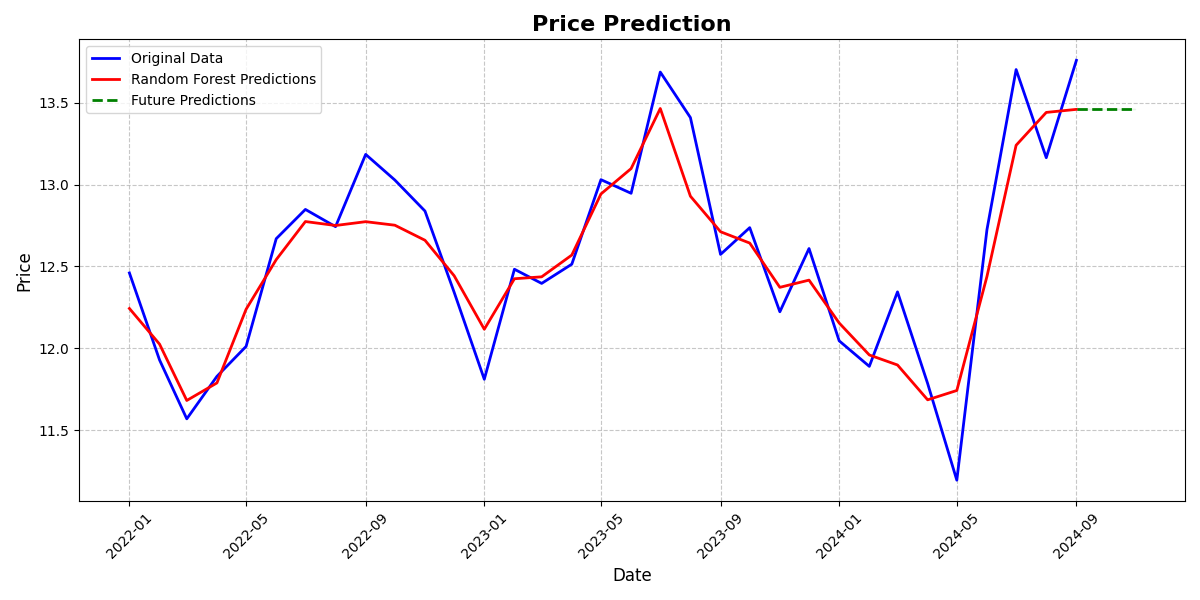 Price Prediction
Original Data
Random Forest Predictions
Future Predictions
Price
13.5
13.0
12.5
12.0
11.5
2022-01
2022-05
2022-09
2023-01
2023-05
2023-09
2024-01
2024-05
2024-09
Date